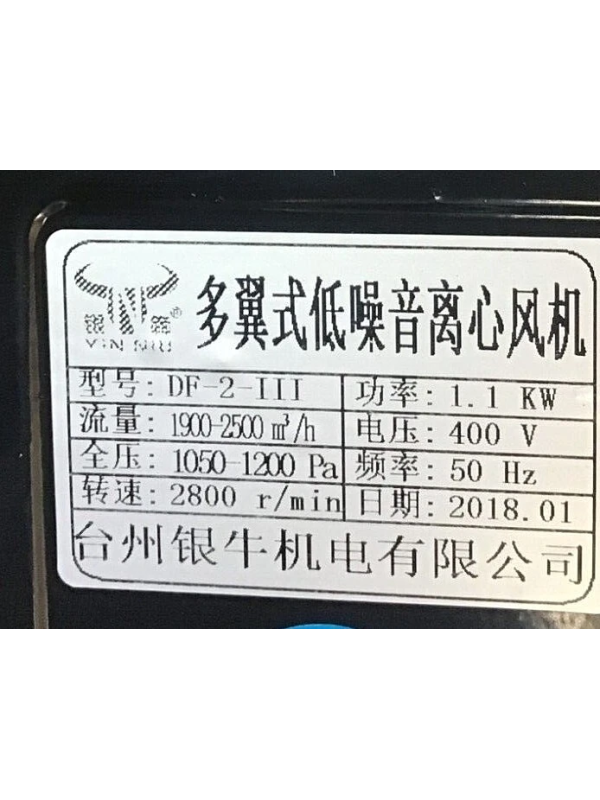 多翼式低噪音离心风机
银牛®
YIN NIU
型号: DF-2-III 功率: 1.1 KW
流量: 1900-2500 m³/h 电压: 400 V
全压: 1050-1200 Pa 频率: 50 Hz
转速: 2800 r/min 日期: 2018.01
台州银牛机电有限公司